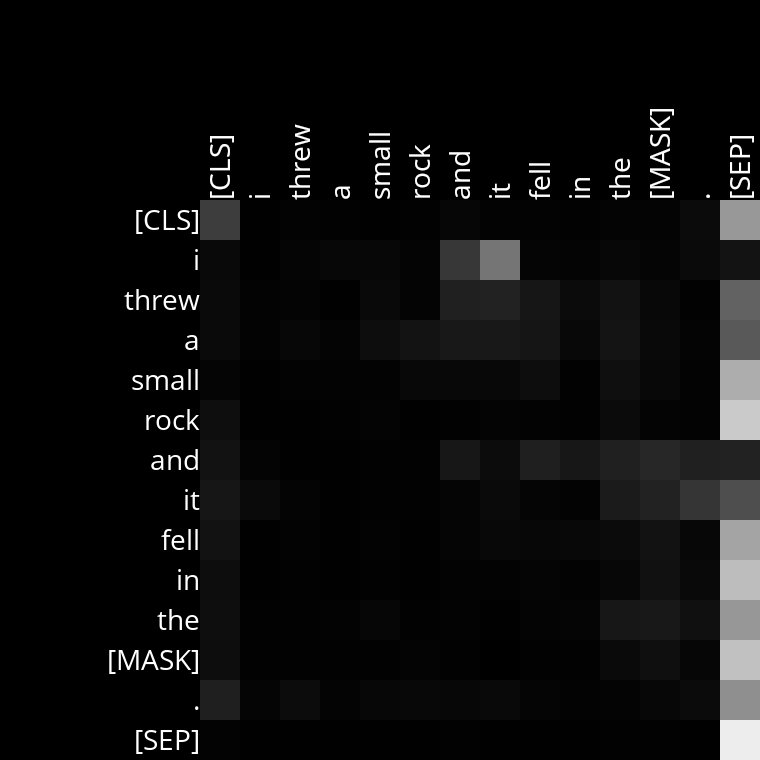 [CLS] i threw a small rock and it fell in the [MASK] . [SEP]
[CLS]
i
threw
a
small
rock
and
it
fell
in
the
[MASK]
.
[SEP]